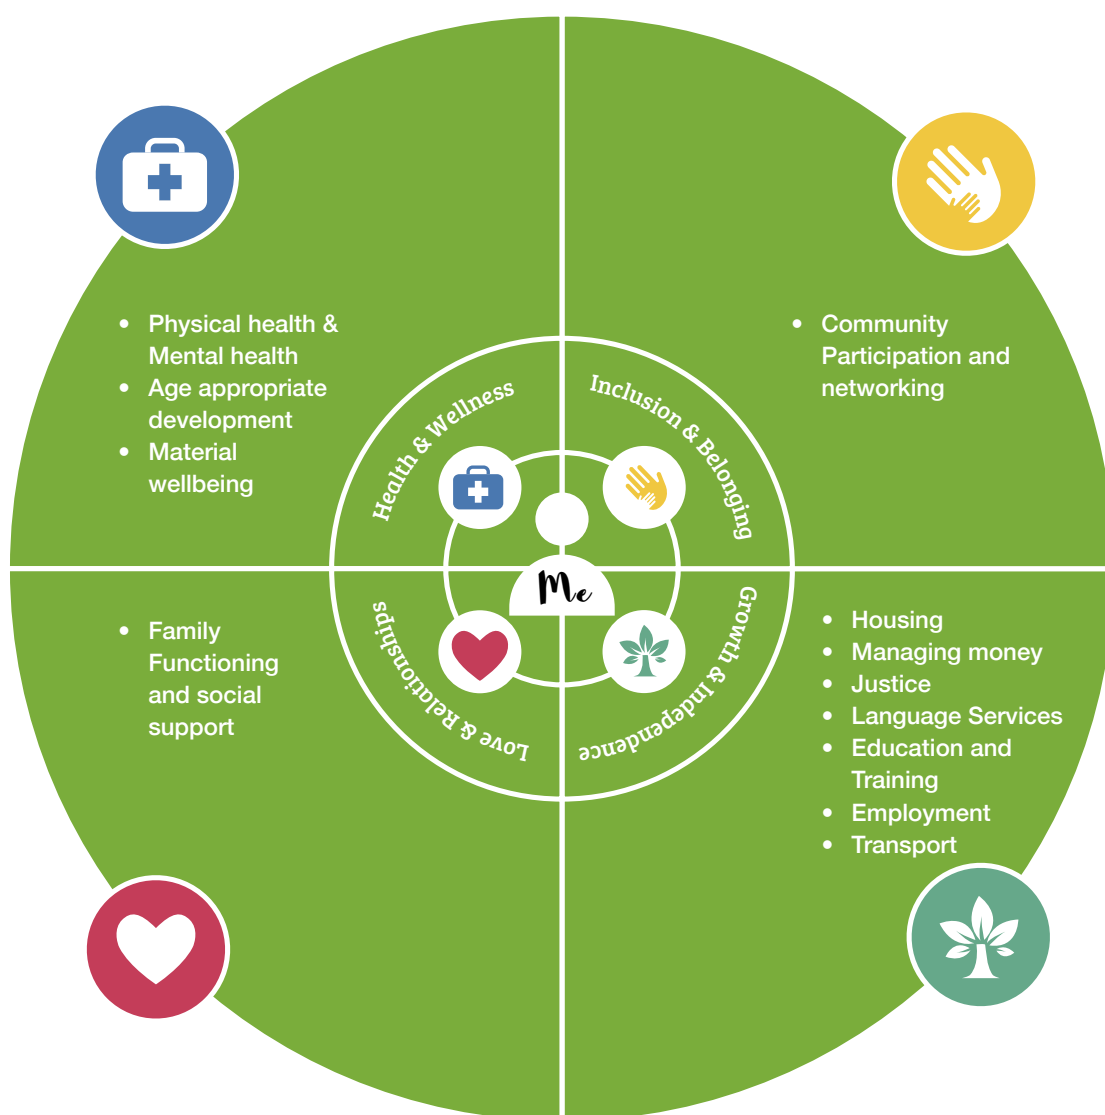 • Physical health &
Mental health
• Age appropriate
development
• Material
wellbeing
• Community
Participation and
networking
Health & Wellness
Inclusion & Belonging
Me
Love & Relationships
Growth & Independence
• Family
Functioning
and social
support
• Housing
• Managing money
• Justice
• Language Services
• Education and
Training
• Employment
• Transport